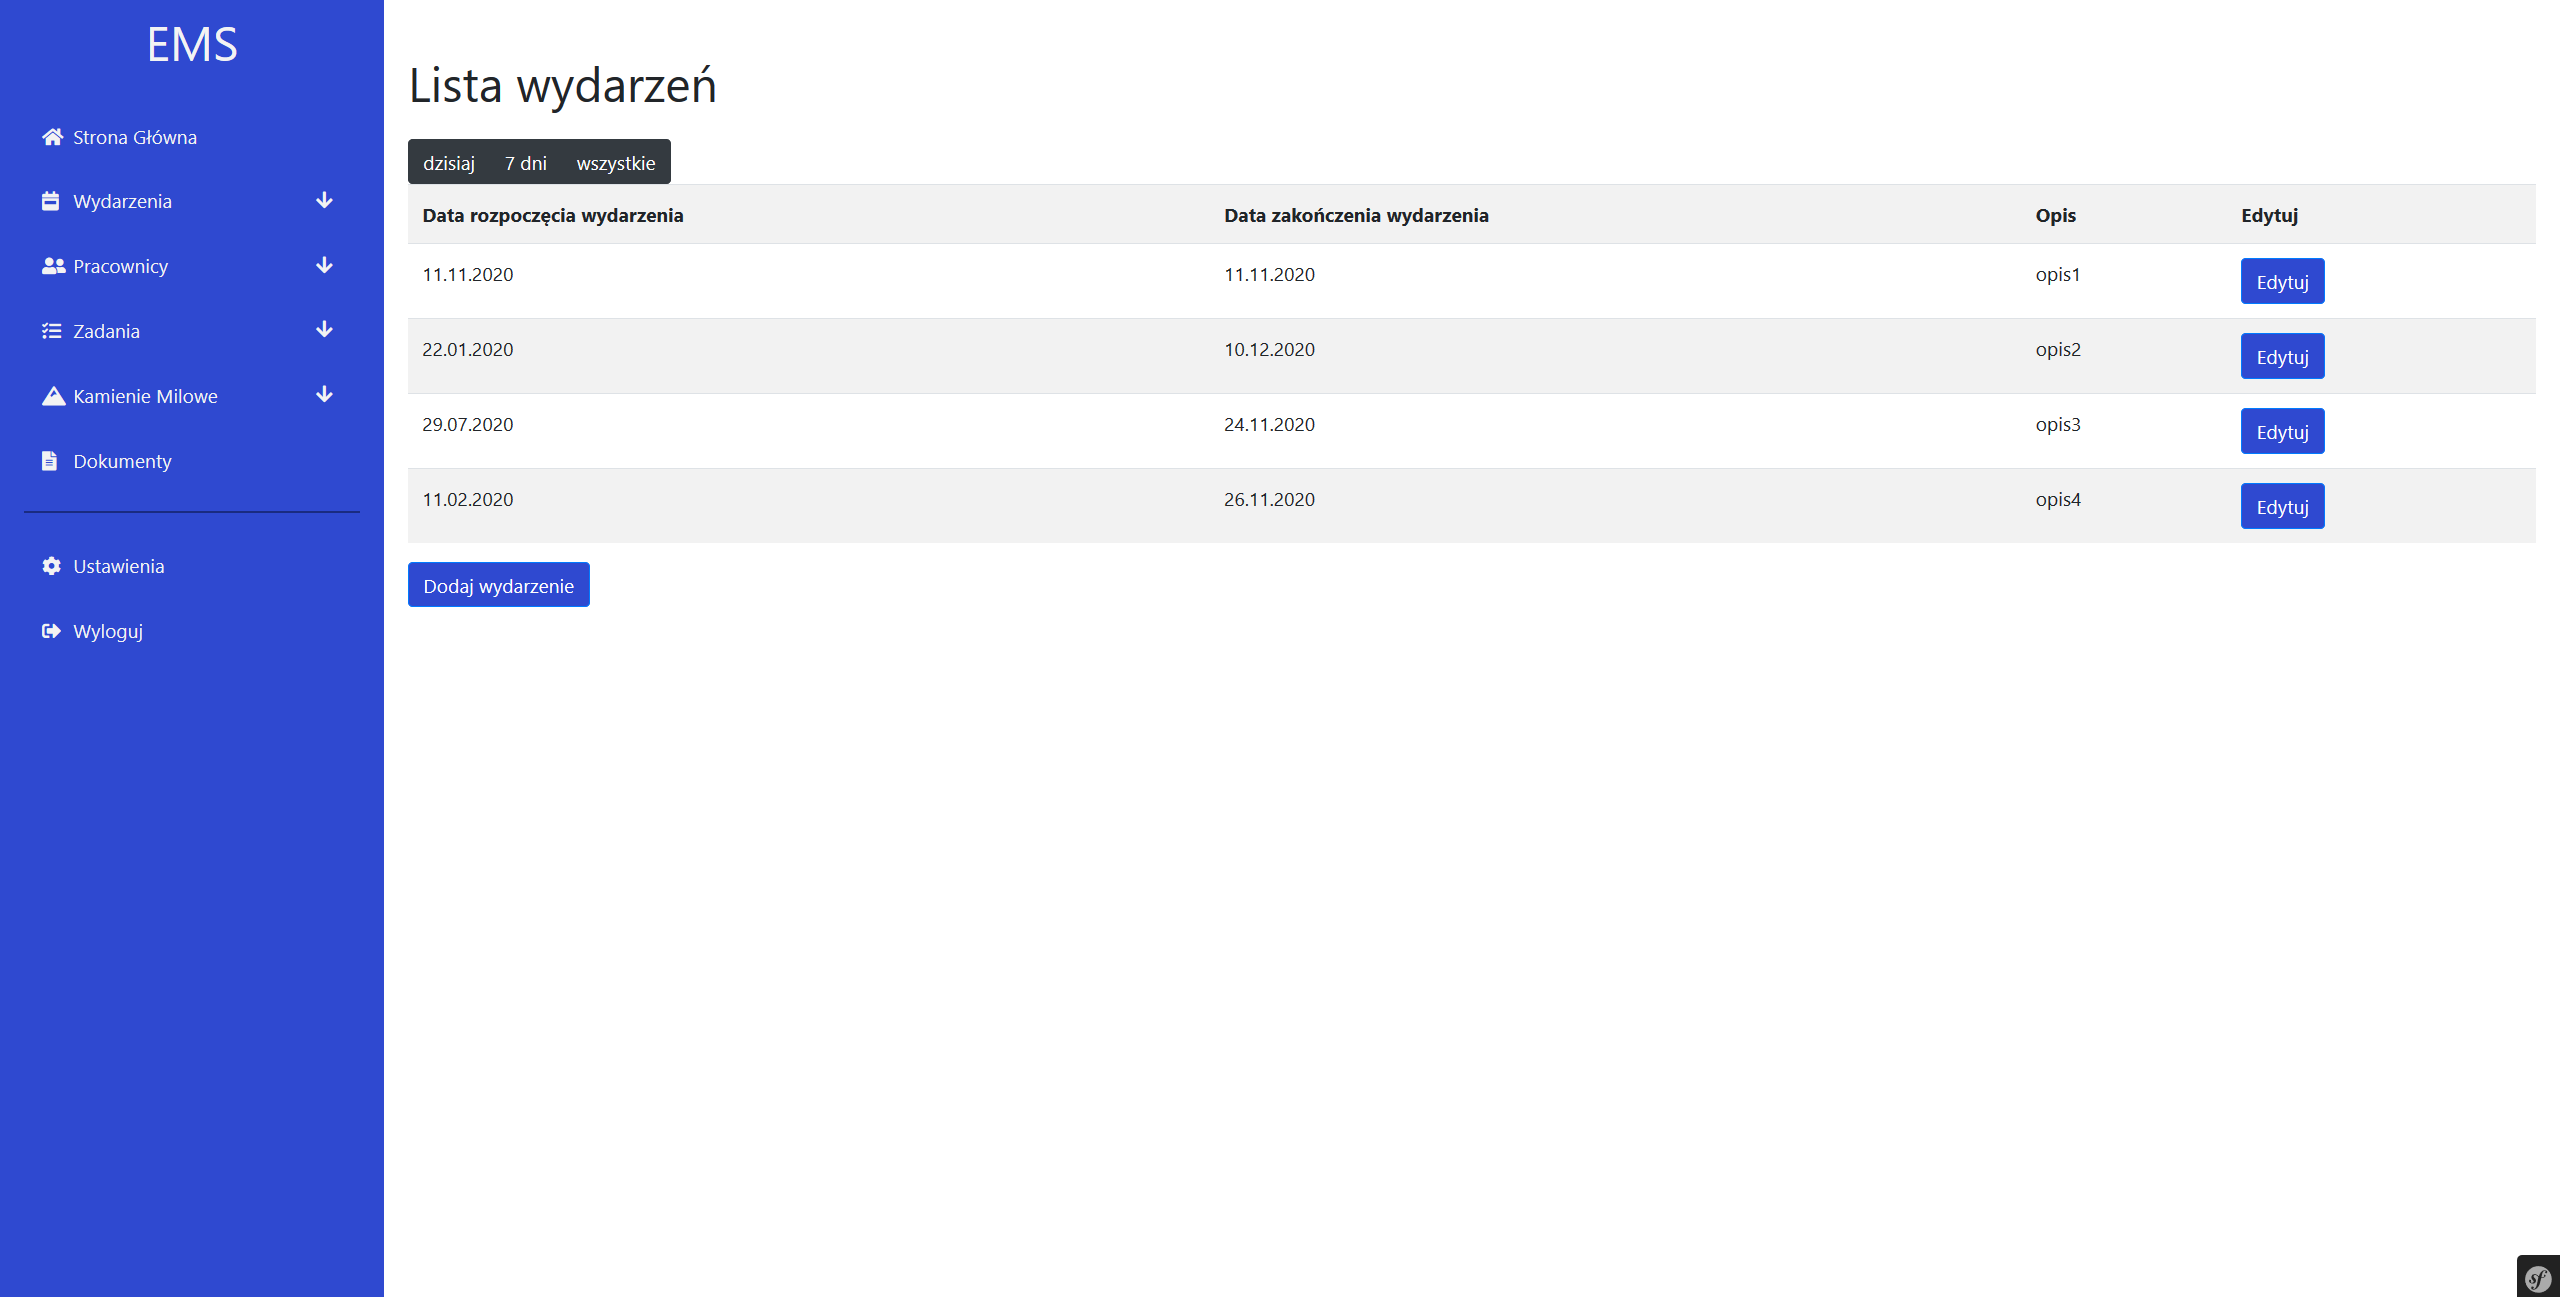 EMS
Strona Główna
Wydarzenia
Pracownicy
Zadania
Kamienie Milowe
Dokumenty
Ustawienia
Wyloguj
Lista wydarzeń
dzisiaj 7 dni wszystkie
Data rozpoczęcia wydarzenia Data zakończenia wydarzenia Opis Edytuj
11.11.2020 11.11.2020 opis1 Edytuj
22.01.2020 10.12.2020 opis2 Edytuj
29.07.2020 24.11.2020 opis3 Edytuj
11.02.2020 26.11.2020 opis4 Edytuj
Dodaj wydarzenie
sf